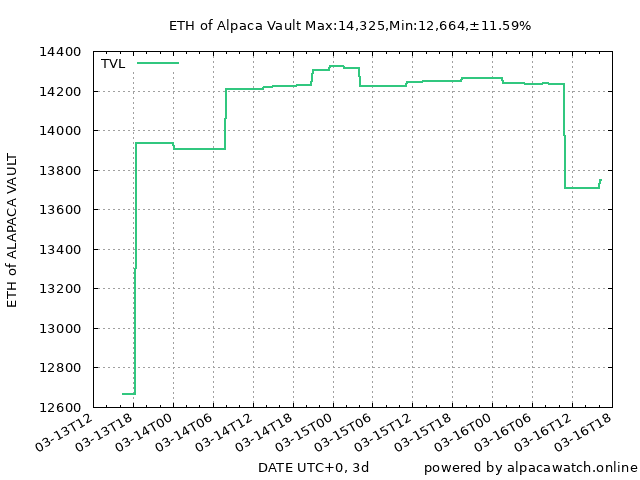 ETH of Alpaca Vault Max:14,325,Min:12,664,±11.59%
TVL
14400
14200
14000
13800
13600
13400
13200
13000
12800
12600
ETH of ALAPACA VAULT
03-13T12
03-13T18
03-14T00
03-14T06
03-14T12
03-14T18
03-15T00
03-15T06
03-15T12
03-15T18
03-16T00
03-16T06
03-16T12
03-16T18
DATE UTC+0, 3d
powered by alpacawatch.online